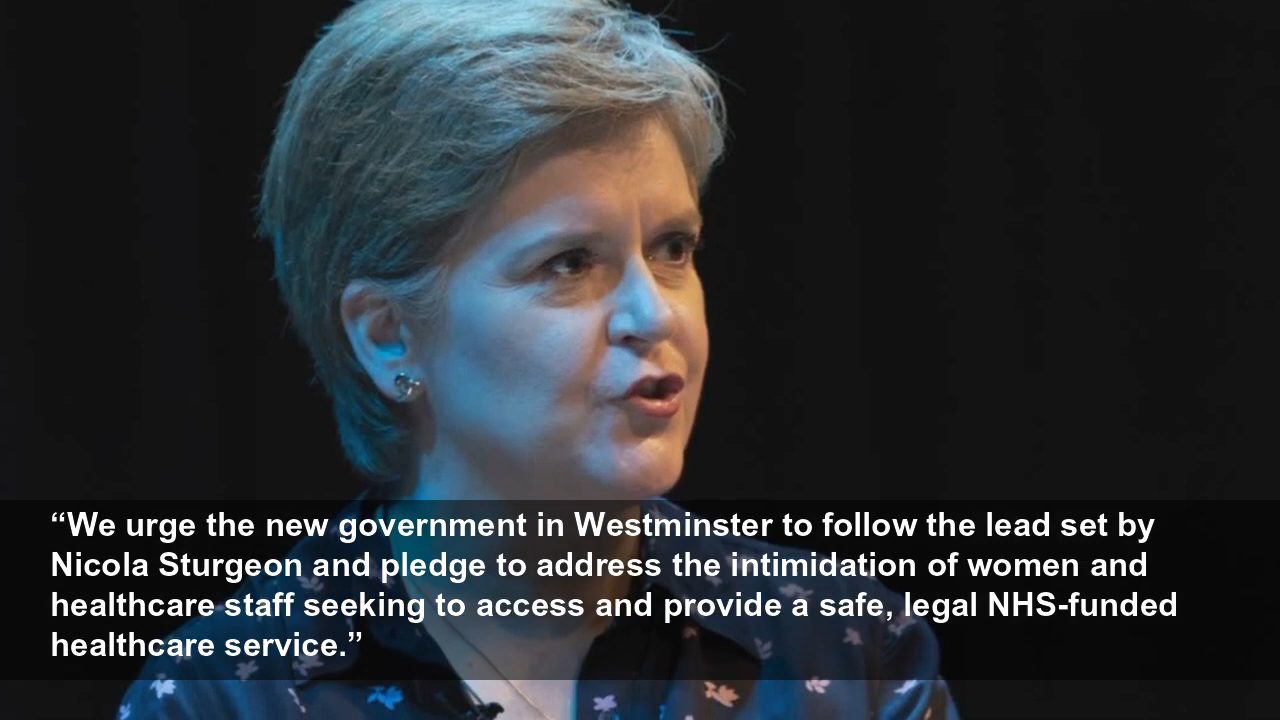 “We urge the new government in Westminster to follow the lead set by
Nicola Sturgeon and pledge to address the intimidation of women and
healthcare staff seeking to access and provide a safe, legal NHS-funded
healthcare service.”